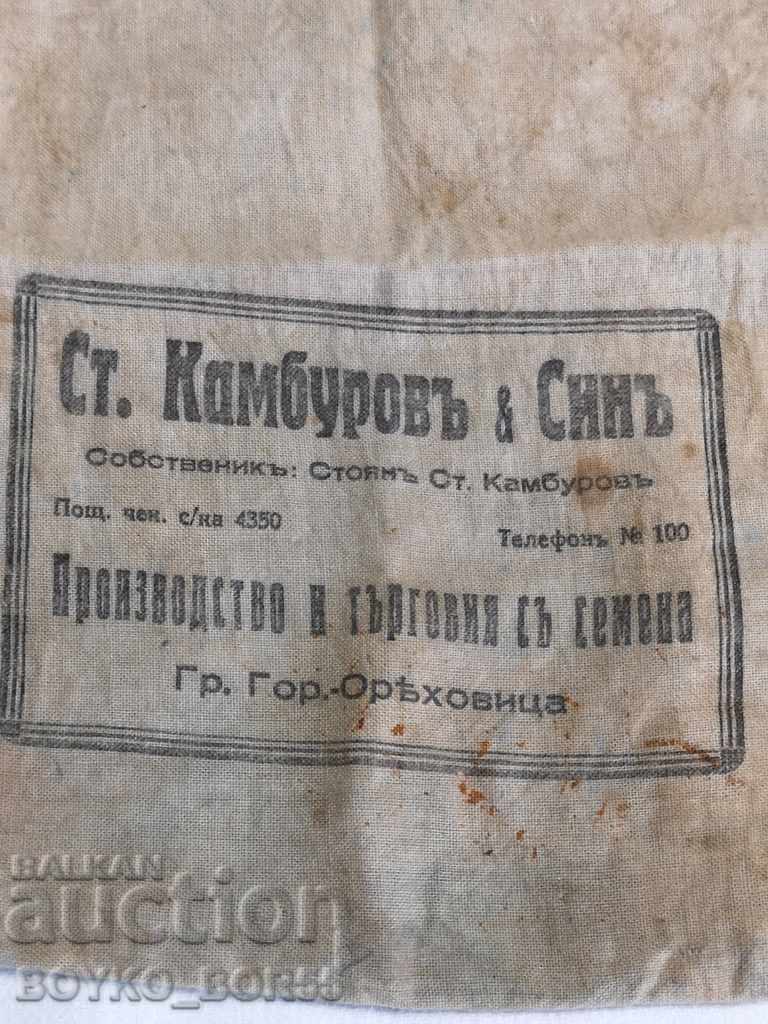 Ст. Камбуровъ & Синъ
Собственикъ: Стоянъ Ст. Камбуровъ
Пощ. чек. с/ка 4350 Телефонъ № 100
Производство и търговия съ семена
Гр. Гор.-Орѣховица
BALKAN
auction
BOYKO_BOR55